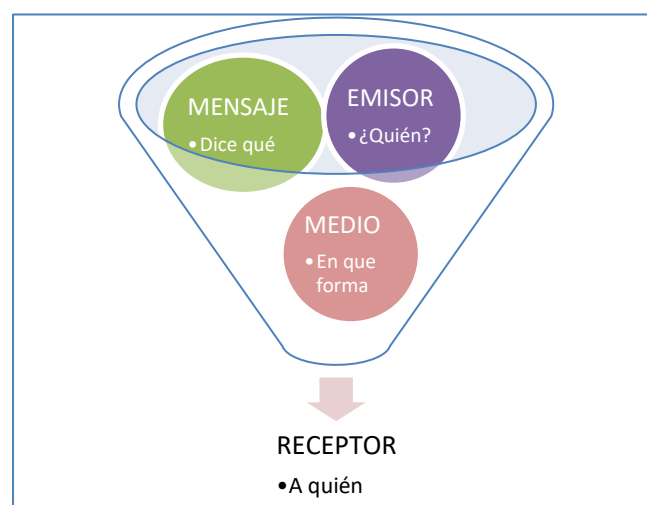 MENSAJE
•Dice qué
EMISOR
•¿Quién?
MEDIO
•En que
forma
RECEPTOR
•A quién